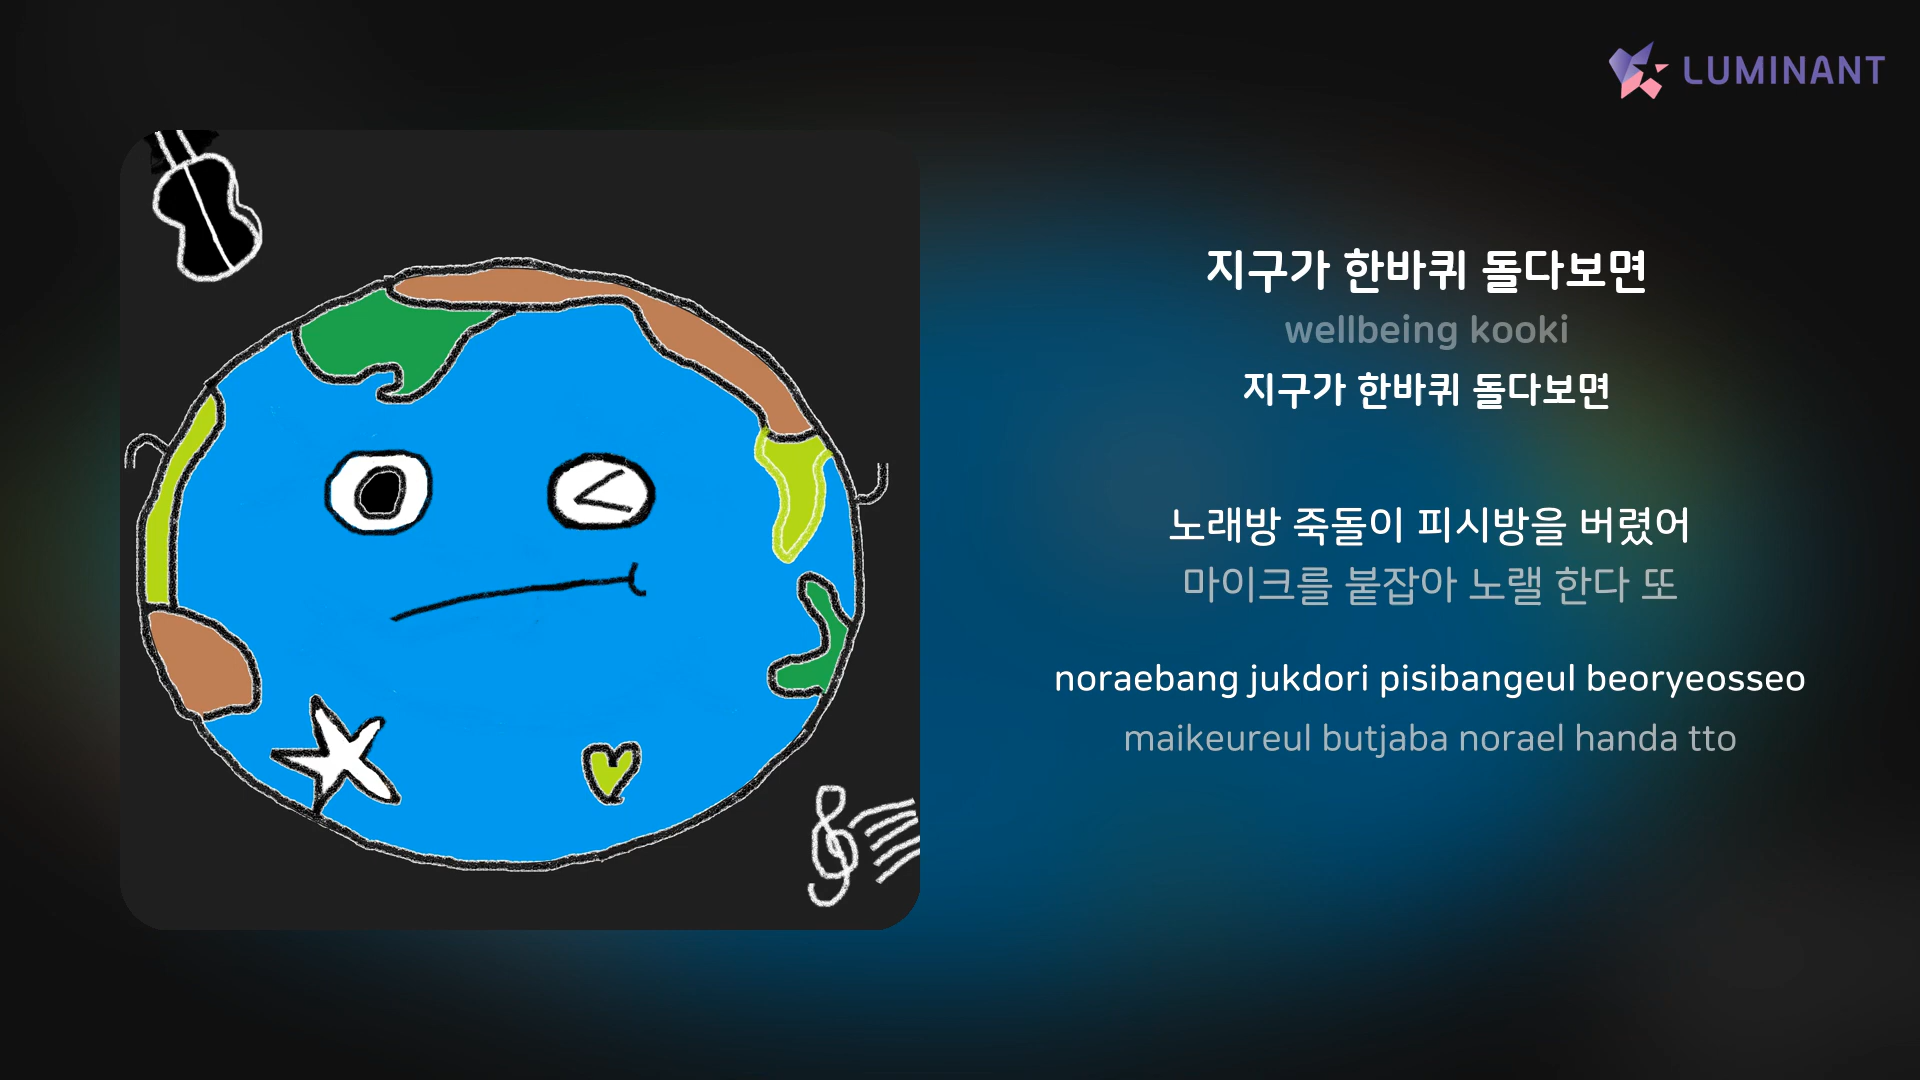 LUMINANT
지구가 한바퀴 돌다보면
wellbeing kooki
지구가 한바퀴 돌다보면
노래방 죽돌이 피시방을 버렸어
마이크를 붙잡아 노랠 한다 또
noraebang jukdori pisibangeul beoryeosseo
maikeureul butjaba norael handa tto